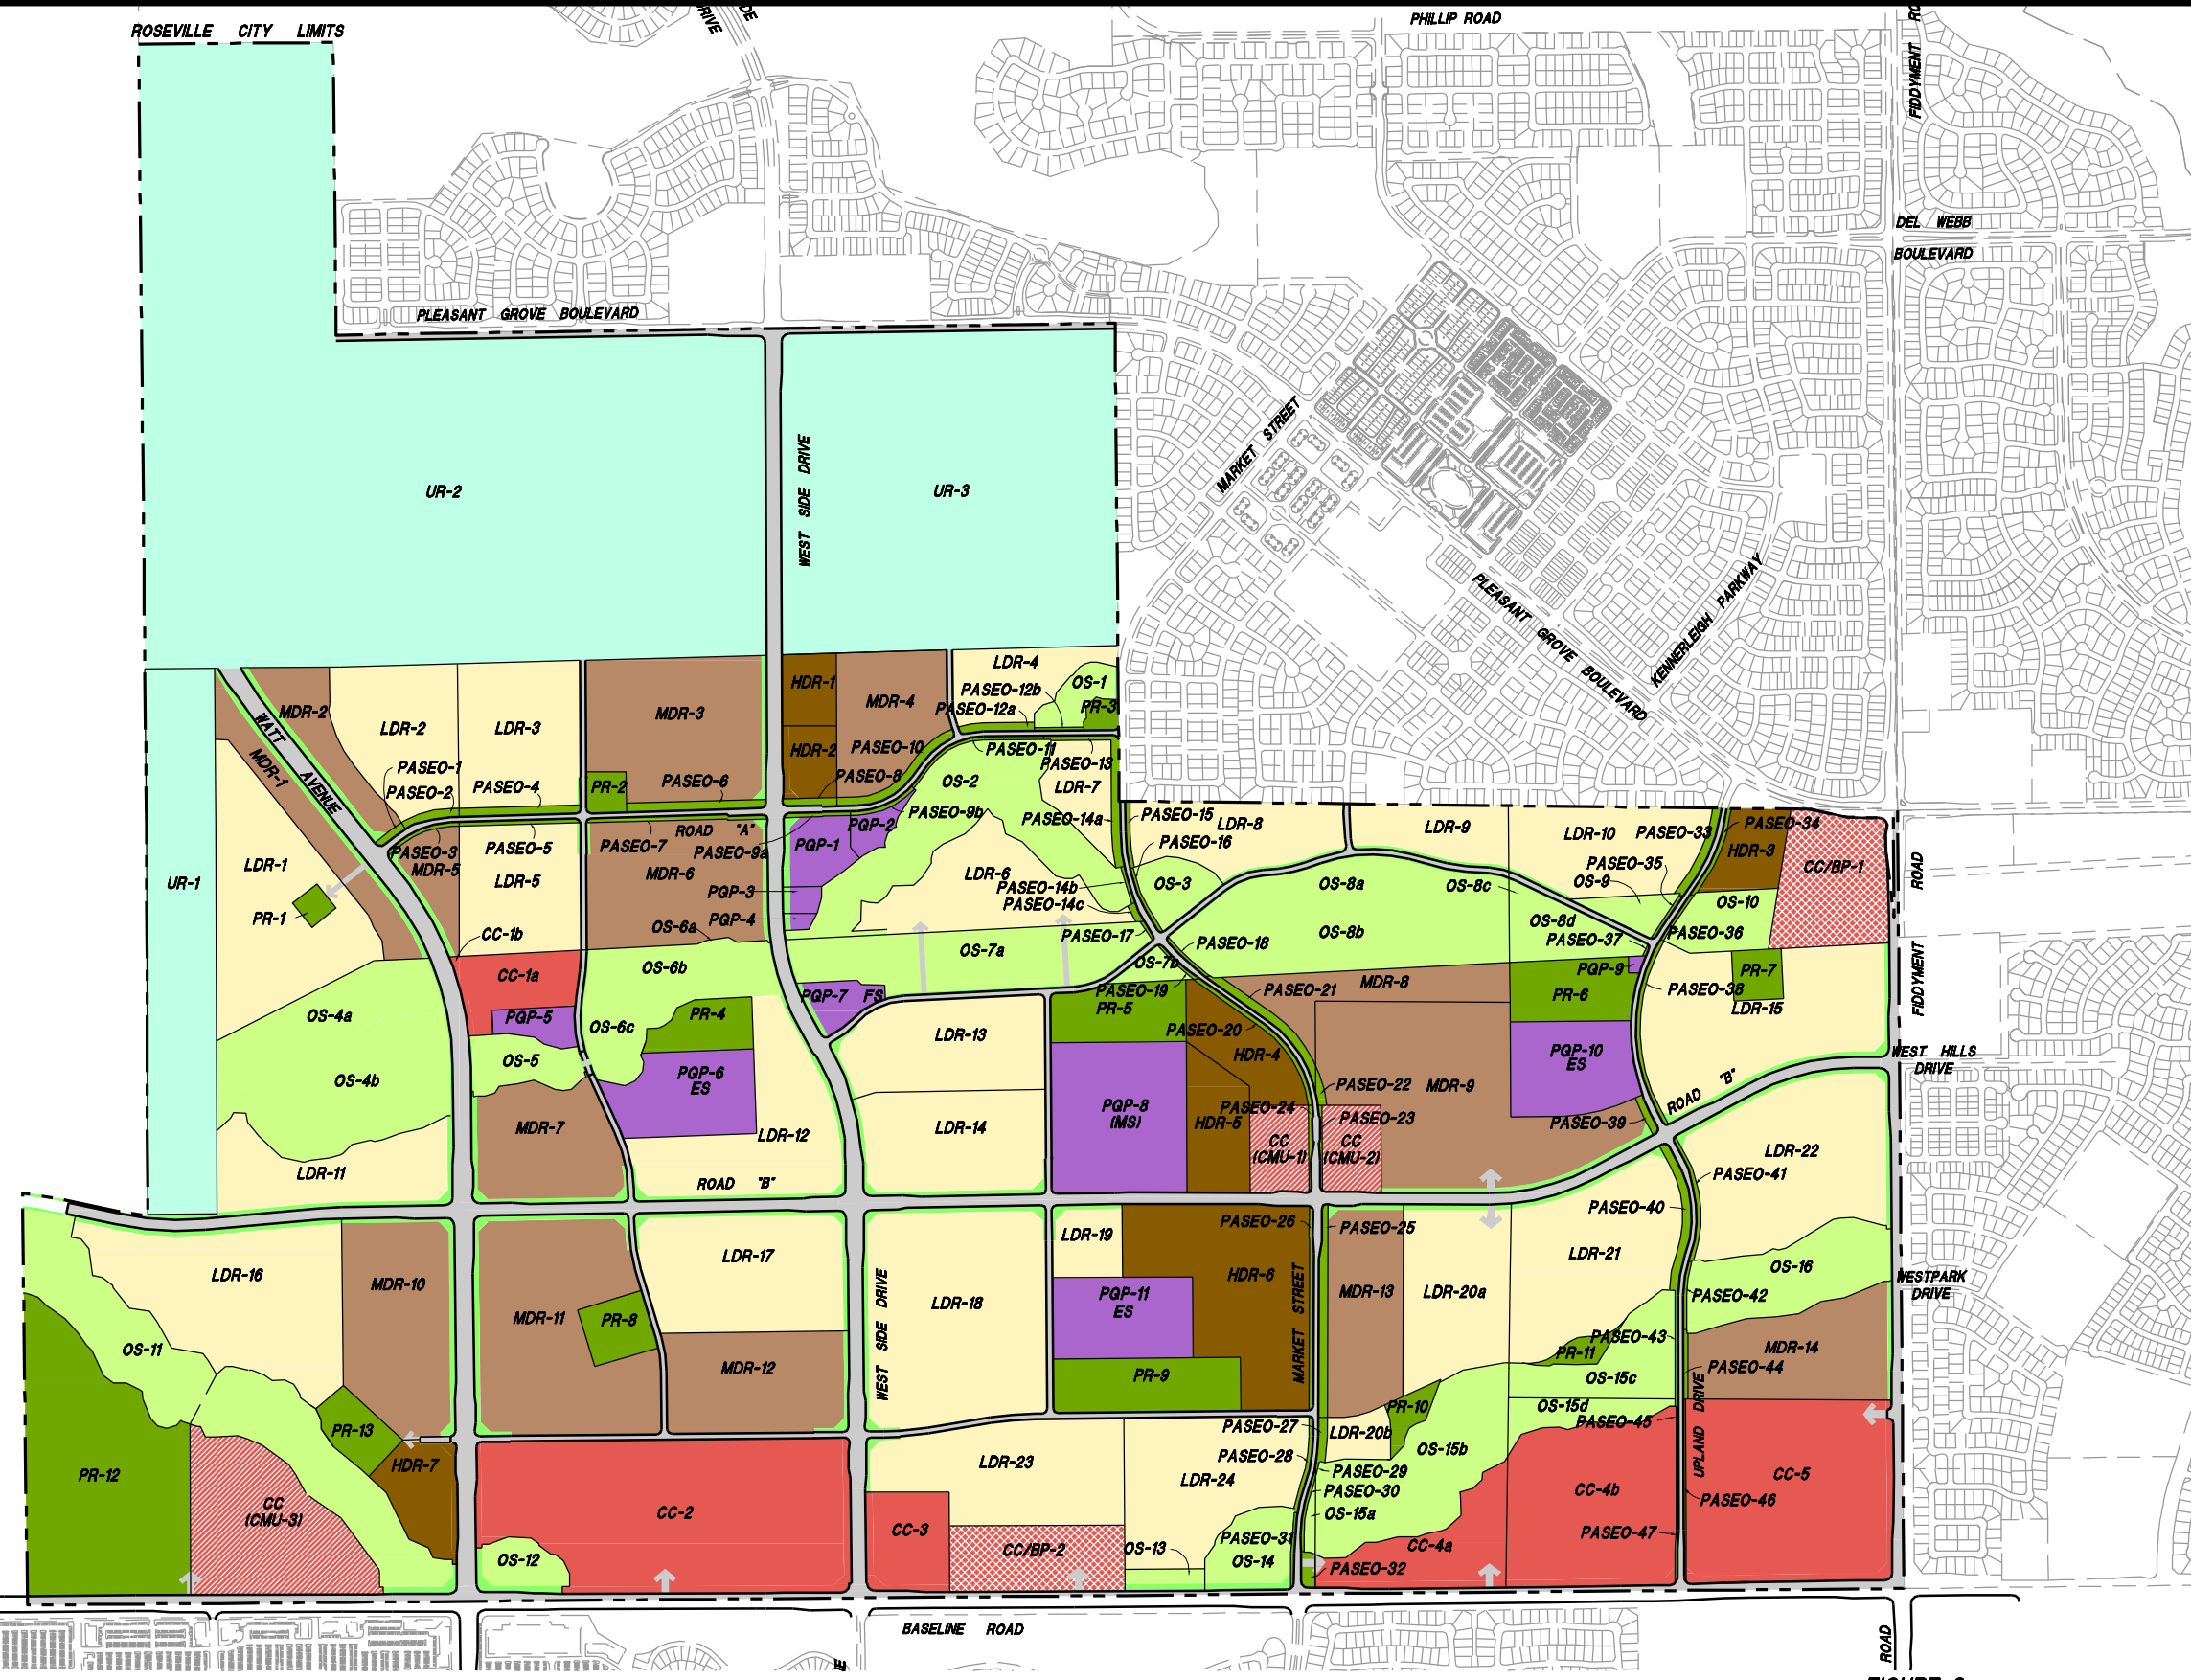 ROSEVILLE CITY LIMITS
DRIVE
PHILLIP ROAD
FIDDYMENT
DEL WEBB
BOULEVARD
PLEASANT GROVE BOULEVARD
MARKET STREET
WEST SIDE DRIVE
UR-2
UR-3
PLEASANT GROVE BOULEVARD
KENNERLEIGH PARKWAY
LDR-4
HDR-1
PASEO-12b
OS-1
MDR-2
MDR-3
MDR-4
PASEO-12a
PR-3
WATT AVENUE
LDR-2
LDR-3
HDR-2
PASEO-10
PASEO-11
MDR-1
PASEO-1
PASEO-13
PASEO-2
PASEO-4
PR-2
PASEO-6
PASEO-8
OS-2
LDR-7
PASEO-9b
PASEO-14a
PASEO-15
LDR-8
LDR-9
LDR-10
PASEO-33
PASEO-34
ROAD "A"
PGP-2
PASEO-3
PASEO-5
PASEO-7
PASEO-9a
PGP-1
PASEO-16
HDR-3
LDR-1
MDR-5
LDR-5
MDR-6
LDR-6
PASEO-35
CC/BP-1
ROAD
UR-1
PGP-3
PASEO-14b
OS-3
OS-8a
OS-8c
OS-9
PR-1
PGP-4
PASEO-14c
OS-10
OS-6a
OS-8d
CC-1b
PASEO-17
PASEO-18
OS-8b
PASEO-37
PASEO-36
OS-7a
CC-1a
OS-6b
OS-7b
PGP-9
PR-7
FIDDYMENT
PGP-7 FS
PASEO-19
PASEO-21
MDR-8
PR-6
PASEO-38
OS-4a
PGP-5
OS-6c
PR-4
PR-5
LDR-15
LDR-13
PASEO-20
OS-5
HDR-4
PGP-10
ES
WEST HILLS
DRIVE
OS-4b
PGP-6
ES
PASEO-22
MDR-9
ROAD "B"
PGP-8
(MS)
PASEO-24
PASEO-23
MDR-7
LDR-12
LDR-14
HDR-5
PASEO-39
CC
(CMU-1)
CC
(CMU-2)
LDR-22
LDR-11
ROAD "B"
PASEO-41
PASEO-40
PASEO-26
PASEO-25
LDR-19
LDR-17
LDR-21
OS-16
LDR-16
MDR-10
HDR-6
WESTPARK
DRIVE
WEST SIDE DRIVE
PGP-11
ES
MARKET STREET
MDR-13
LDR-20a
PASEO-42
LDR-18
MDR-11
PR-8
PASEO-43
OS-11
PR-11
MDR-14
MDR-12
PR-9
PASEO-44
OS-15c
UPLAND DRIVE
PR-10
OS-15d
PASEO-45
PR-13
PASEO-27
LDR-20b
OS-15b
HDR-7
PASEO-28
LDR-23
PR-12
LDR-24
PASEO-29
CC-5
PASEO-30
CC-4b
PASEO-46
CC
(CMU-3)
CC-2
OS-15a
CC-3
PASEO-31
PASEO-47
CC/BP-2
OS-13
CC-4a
OS-12
OS-14
PASEO-32
BASELINE ROAD
ROAD